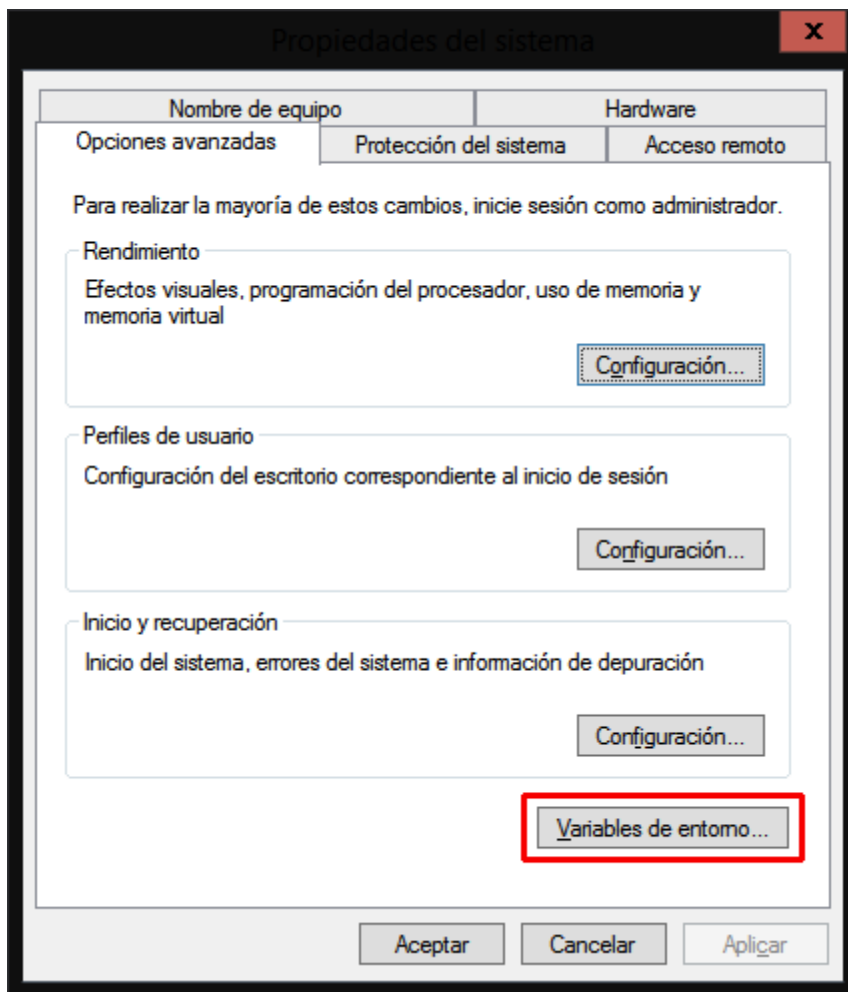 Propiedades del sistema
x
Nombre de equipo
Hardware
Opciones avanzadas
Protección del sistema
Acceso remoto
Para realizar la mayoría de estos cambios, inicie sesión como administrador.
Rendimiento
Efectos visuales, programación del procesador, uso de memoria y
memoria virtual
Configuración...
Perfiles de usuario
Configuración del escritorio correspondiente al inicio de sesión
Configuración...
Inicio y recuperación
Inicio del sistema, errores del sistema e información de depuración
Configuración...
Variables de entorno...
Aceptar
Cancelar
Aplicar